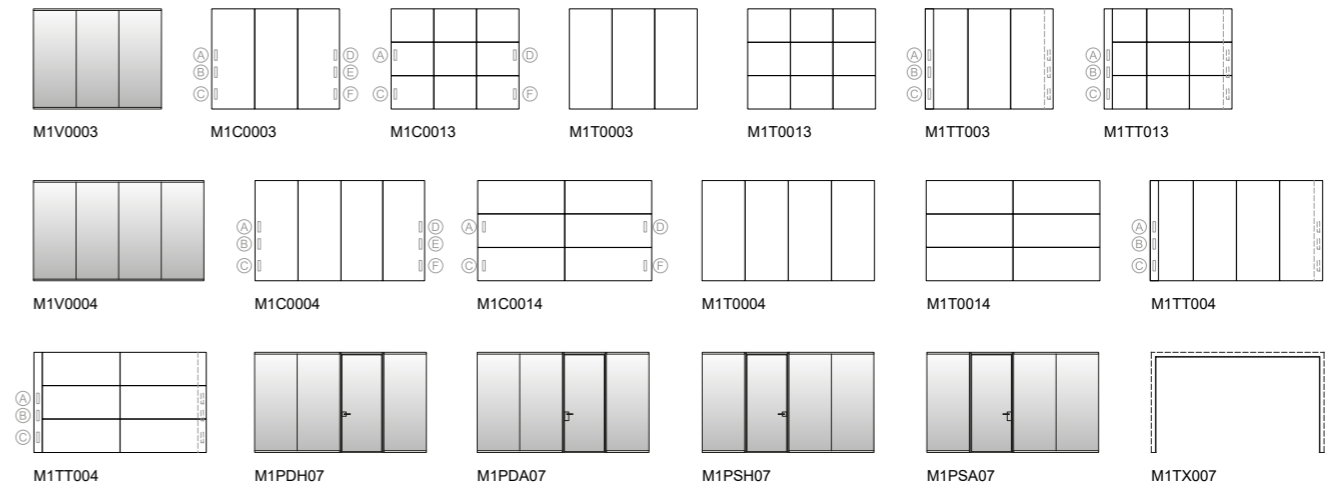 A D A D A A
B E B B
C F C F C C
M1V0003 M1C0003 M1C0013 M1T0003 M1T0013 M1TT003 M1TT013
A D A D A
B E B
C F C F C
M1V0004 M1C0004 M1C0014 M1T0004 M1T0014 M1TT004
A
B
C
M1TT004 M1PDH07 M1PDA07 M1PSH07 M1PSA07 M1TX007